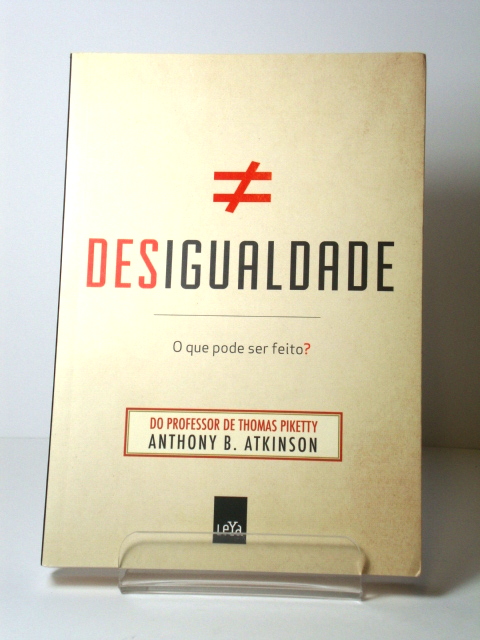 ≠
DESIGUALDADE
O que pode ser feito?
DO PROFESSOR DE THOMAS PIKETTY
ANTHONY B. ATKINSON
LeYa